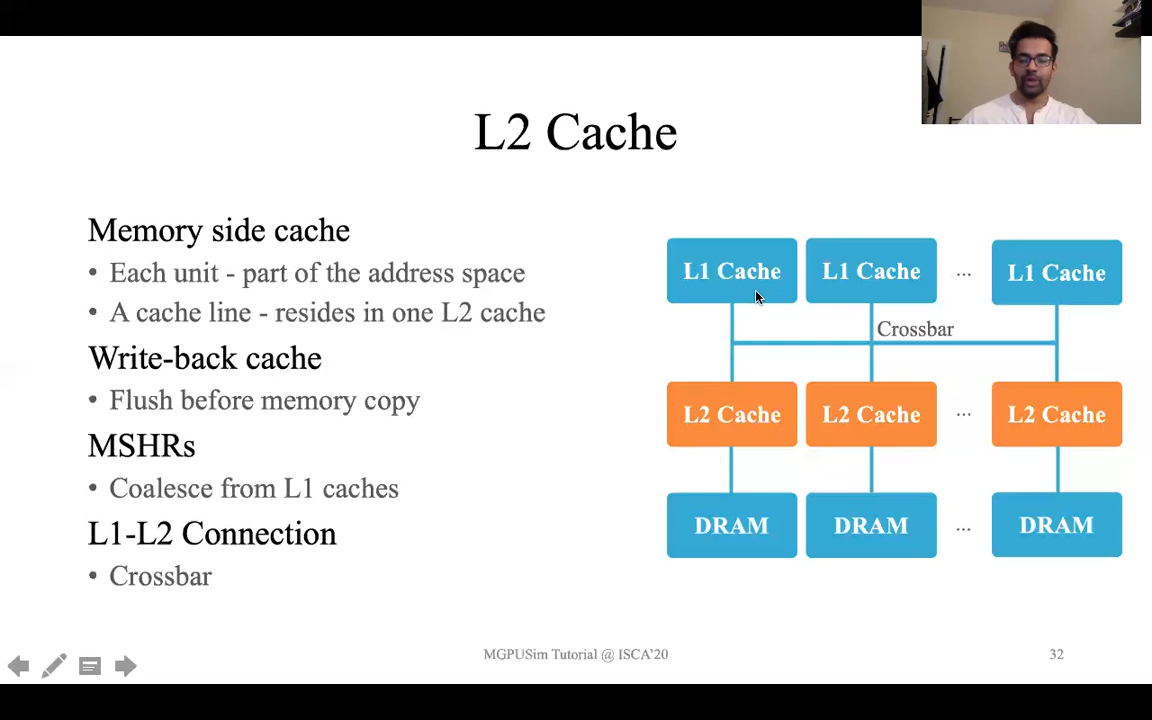 L2 Cache
Memory side cache
• Each unit - part of the address space
• A cache line - resides in one L2 cache
Write-back cache
• Flush before memory copy
MSHRs
• Coalesce from L1 caches
L1-L2 Connection
• Crossbar
L1 Cache L1 Cache ... L1 Cache
Crossbar
L2 Cache L2 Cache ... L2 Cache
DRAM DRAM ... DRAM
MGPUSim Tutorial @ ISCA'20 32